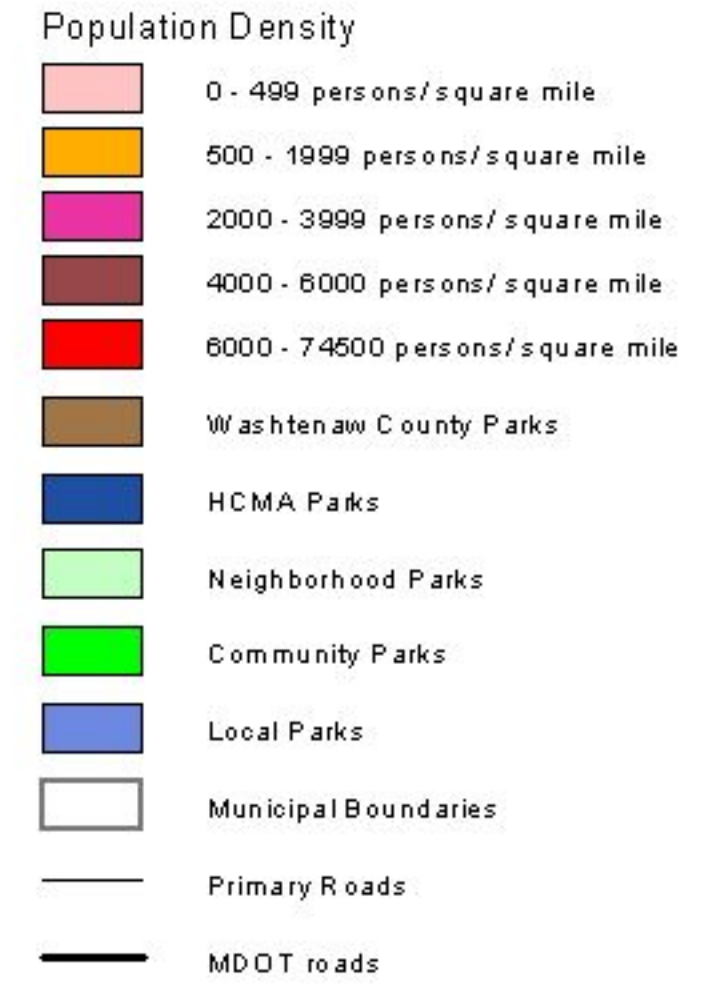 Population Density
0 - 499 persons/square mile
500 - 1999 persons/square mile
2000 - 3999 persons/square mile
4000 - 6000 persons/square mile
6000 - 74500 persons/square mile
Washtenaw County Parks
HCMA Parks
Neighborhood Parks
Community Parks
Local Parks
Municipal Boundaries
Primary Roads
MDOT roads